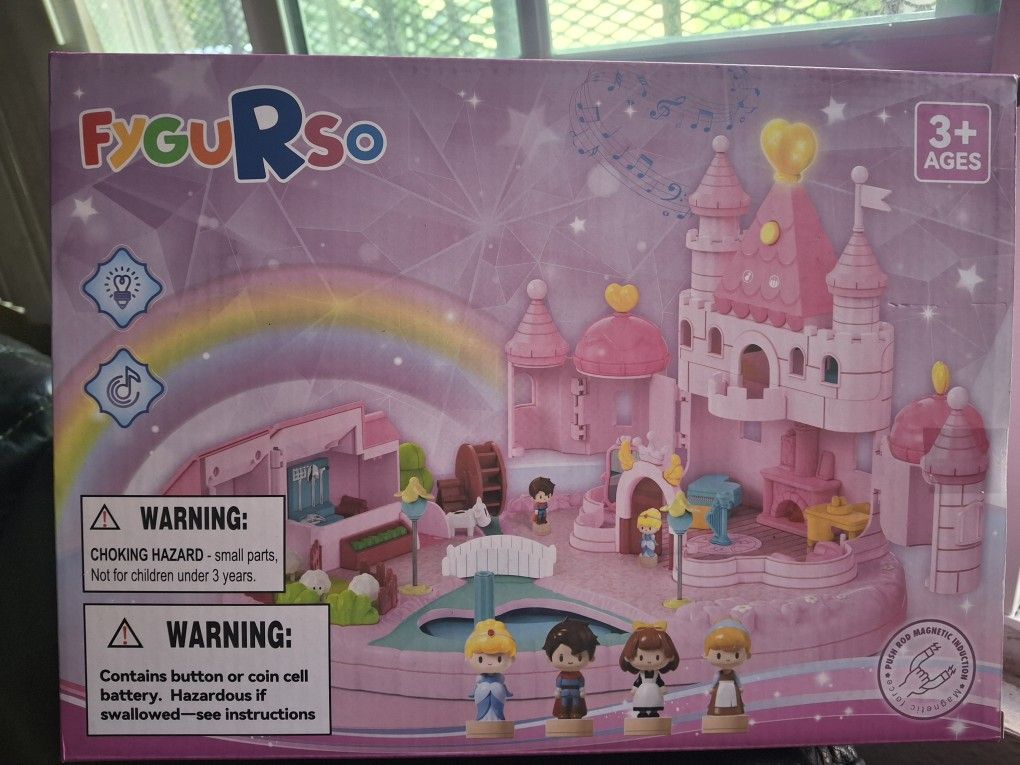 FYGURSO
3+
AGES
WARNING:
CHOKING HAZARD - small parts,
Not for children under 3 years.
WARNING:
Contains button or coin cell
battery. Hazardous if
swallowed—see instructions
PUSH ROD MAGNETIC INDUCTION
Magnetic force